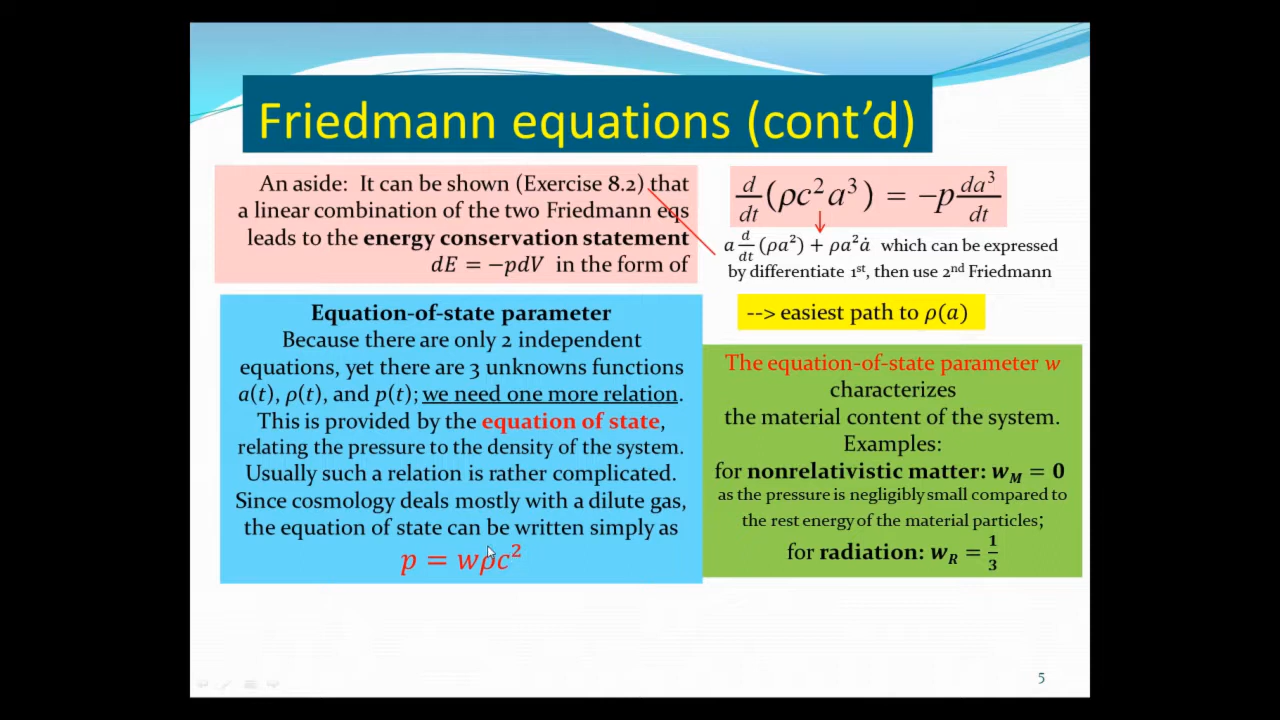 Friedmann equations (cont’d)
An aside: It can be shown (Exercise 8.2) that
a linear combination of the two Friedmann eqs
leads to the energy conservation statement
dE = −pdV in the form of
d/dt (ρc²a³) = −p da³/dt
a d/dt (ρa²) + ρa²ȧ which can be expressed
by differentiate 1st, then use 2nd Friedmann
--> easiest path to ρ(a)
Equation-of-state parameter
Because there are only 2 independent
equations, yet there are 3 unknowns functions
a(t), ρ(t), and p(t); we need one more relation.
This is provided by the equation of state,
relating the pressure to the density of the system.
Usually such a relation is rather complicated.
Since cosmology deals mostly with a dilute gas,
the equation of state can be written simply as
p = wρc²
The equation-of-state parameter w
characterizes
the material content of the system.
Examples:
for nonrelativistic matter: w_M = 0
as the pressure is negligibly small compared to
the rest energy of the material particles;
for radiation: w_R = 1/3
5